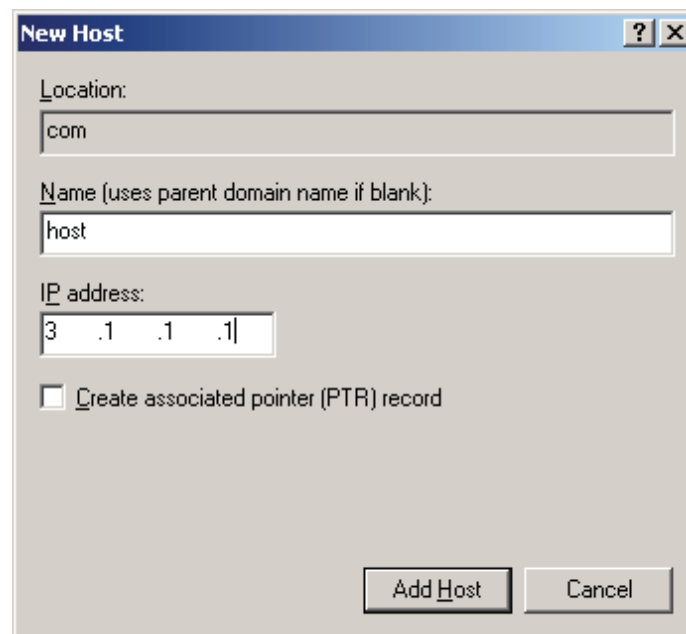 New Host
Location:
com
Name (uses parent domain name if blank):
host
IP address:
3 .1 .1 .1
Create associated pointer (PTR) record
Add Host Cancel